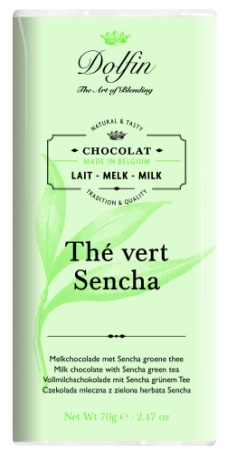 Dolfin
The Art of Blending
NATURAL & TASTY
CHOCOLAT
MADE IN BELGIUM
LAIT - MELK - MILK
TRADITION & QUALITY
Thé vert
Sencha
Melkchocolade met Sencha groene thee
Milk chocolate with Sencha green tea
Vollmilchschokolade mit Sencha grünem Tee
Czekolada mleczna z zielona herbata Sencha
Net Wt 70g ℮ - 2.47 oz